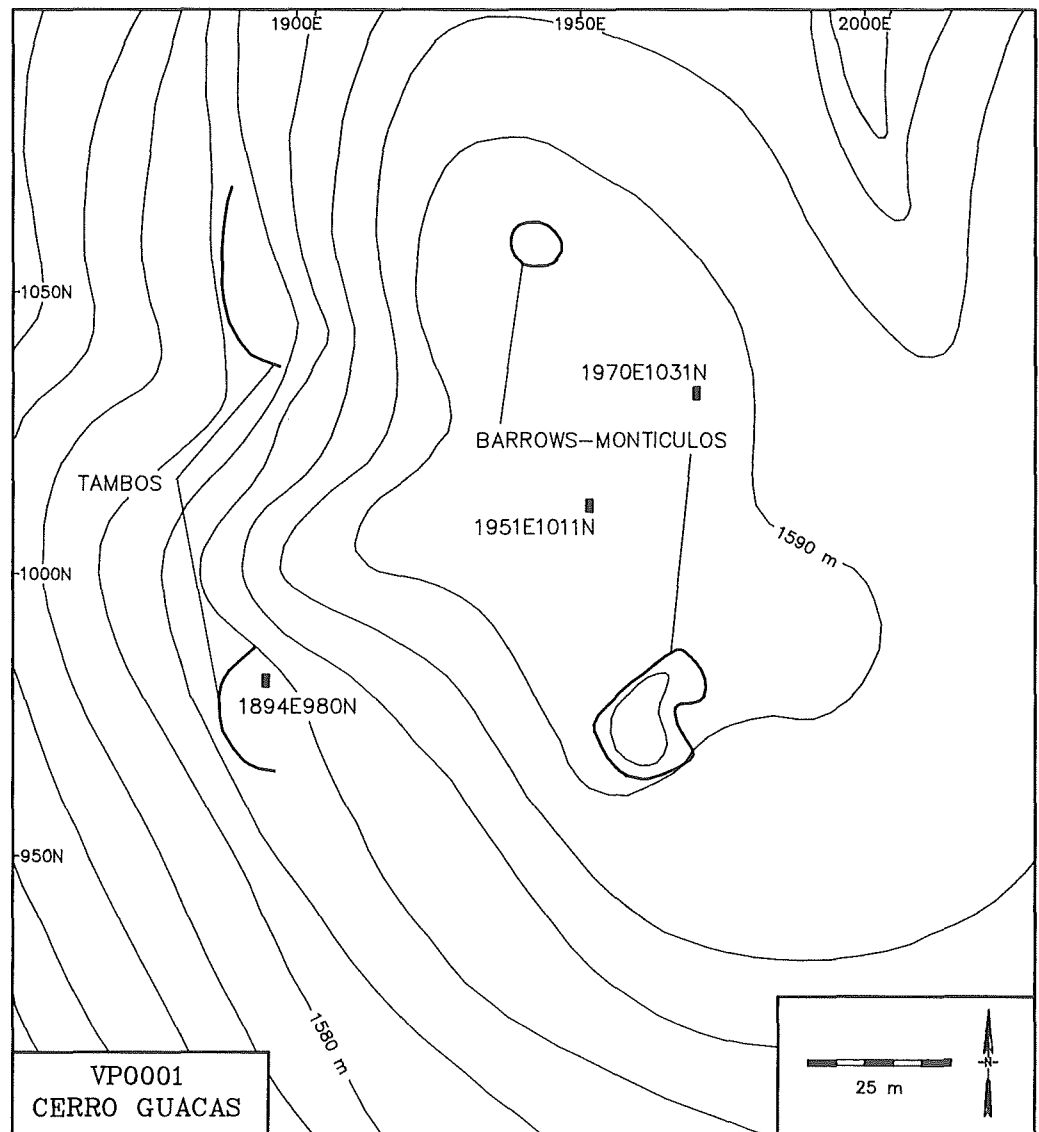 1900E
1950E
2000E
1050N
1970E1031N
BARROWS-MONTICULOS
TAMBOS
1951E1011N
1590 m
1000N
1894E980N
950N
1580 m
VP0001
CERRO GUACAS
25 m
N